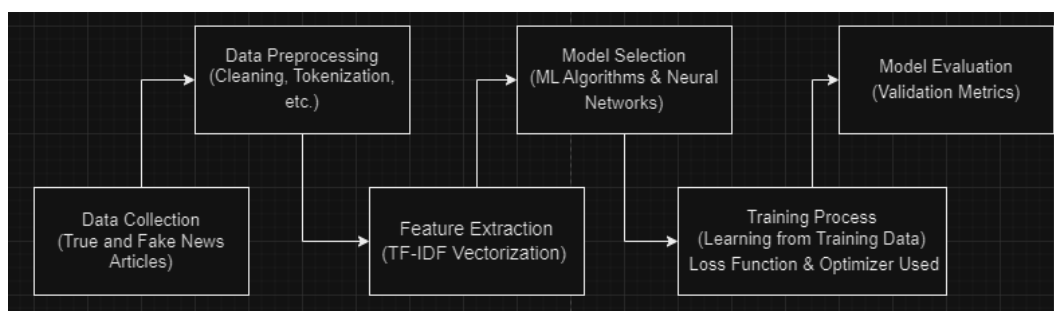 Data Collection
(True and Fake News
Articles)
Data Preprocessing
(Cleaning, Tokenization,
etc.)
Feature Extraction
(TF-IDF Vectorization)
Model Selection
(ML Algorithms & Neural
Networks)
Training Process
(Learning from Training Data)
Loss Function & Optimizer Used
Model Evaluation
(Validation Metrics)